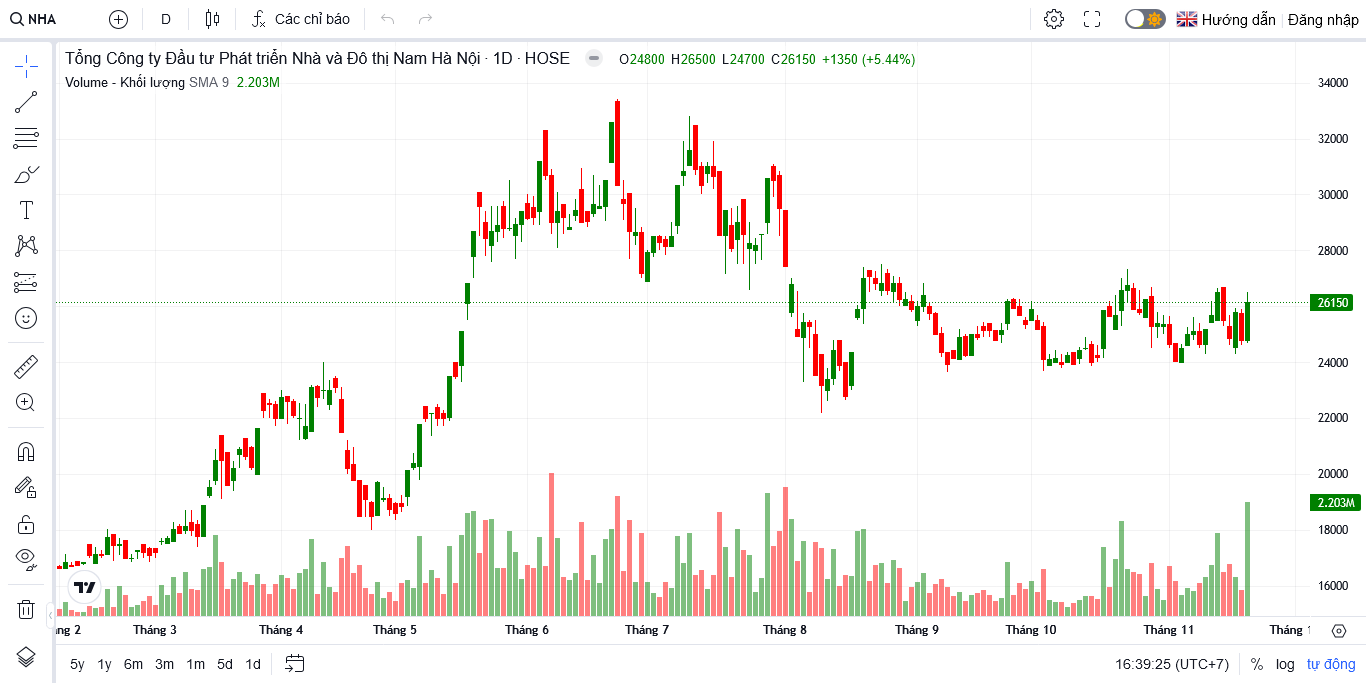 NHA D Các chỉ báo Hướng dẫn Đăng nhập
Tổng Công ty Đầu tư Phát triển Nhà và Đô thị Nam Hà Nội · 1D · HOSE O24800 H26500 L24700 C26150 +1350 (+5.44%)
Volume - Khối lượng SMA 9 2.203M
34000
32000
30000
28000
26150
24000
22000
20000
2.203M
18000
16000
ng 2 Tháng 3 Tháng 4 Tháng 5 Tháng 6 Tháng 7 Tháng 8 Tháng 9 Tháng 10 Tháng 11 Tháng 1
5y 1y 6m 3m 1m 5d 1d 16:39:25 (UTC+7) % log tự động